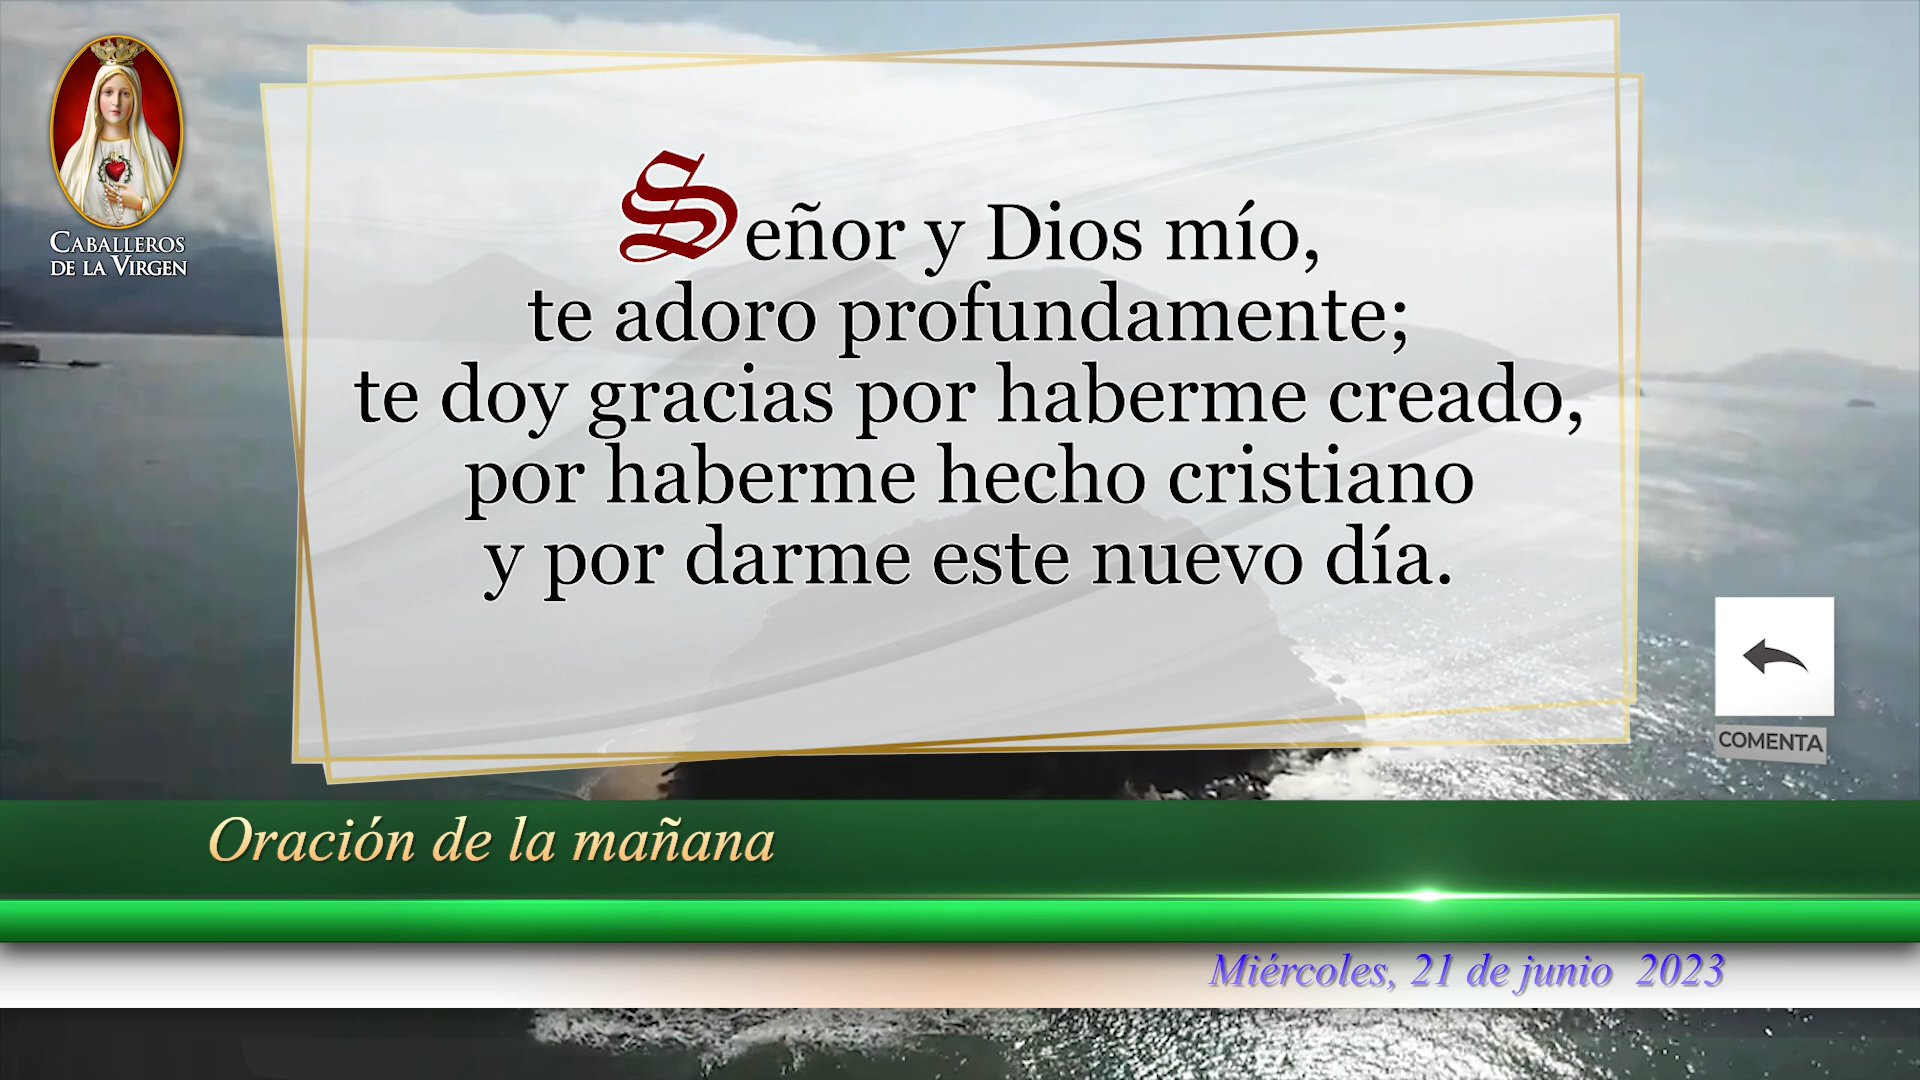 CABALLEROS
DE LA VIRGEN
Señor y Dios mío,
te adoro profundamente;
te doy gracias por haberme creado,
por haberme hecho cristiano
y por darme este nuevo día.
COMENTA
Oración de la mañana
Miércoles, 21 de junio 2023